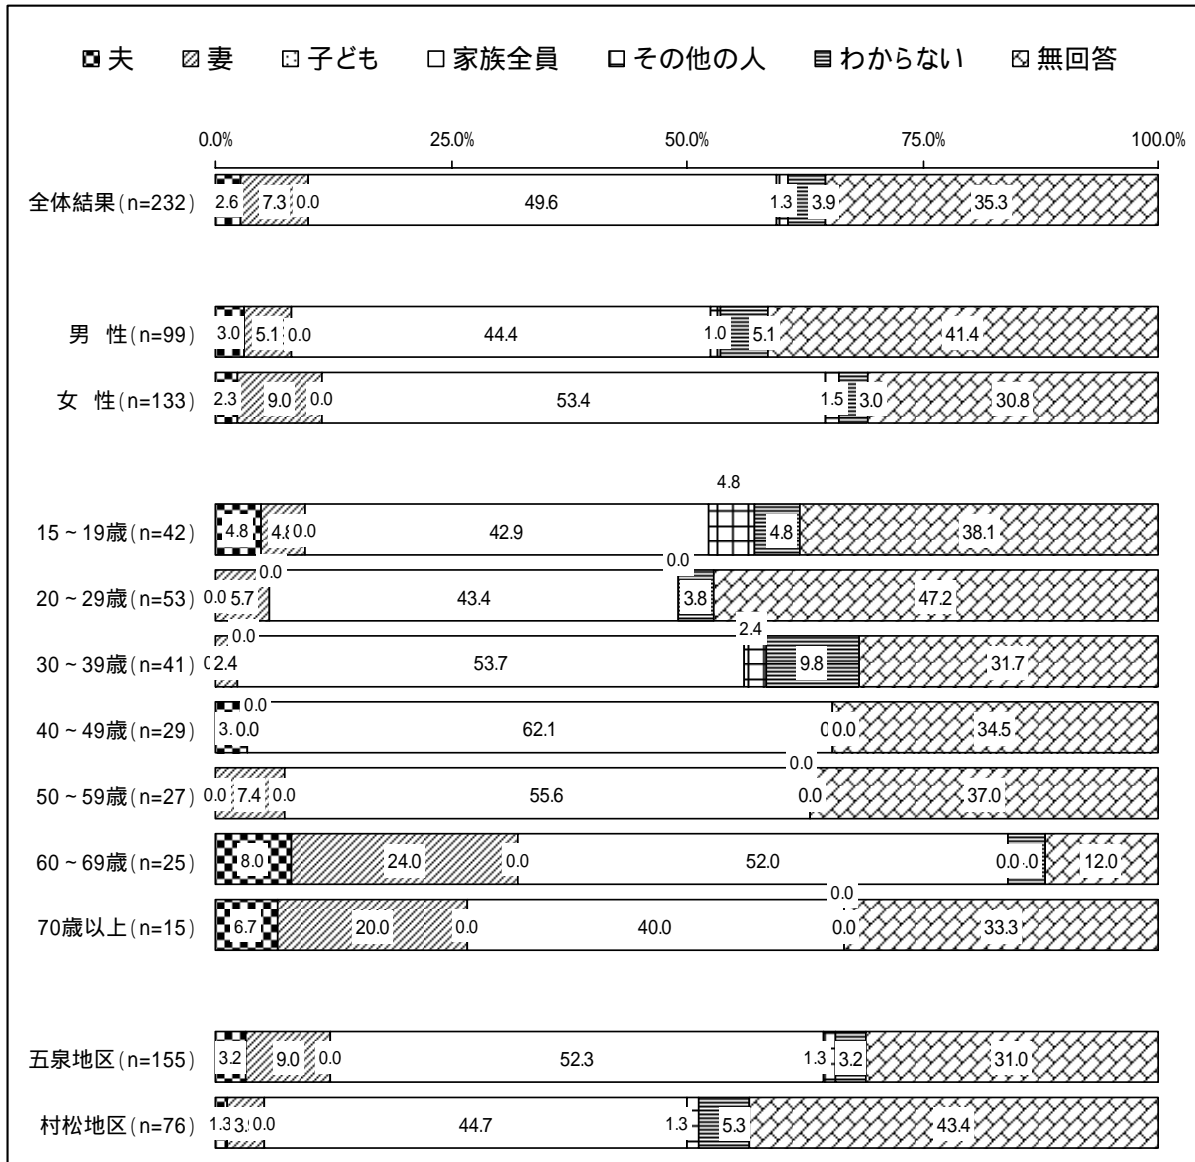 夫 妻 子ども 家族全員 その他の人 わからない 無回答
0.0% 25.0% 50.0% 75.0% 100.0%
全体結果(n=232) 2.6 7.3 0.0 49.6 1.3 3.9 35.3
男 性(n=99) 3.0 5.1 0.0 44.4 1.0 5.1 41.4
女 性(n=133) 2.3 9.0 0.0 53.4 1.5 3.0 30.8
4.8
15~19歳(n=42) 4.8 4.8 0.0 42.9 4.8 38.1
0.0 0.0
20~29歳(n=53) 0.0 5.7 43.4 3.8 47.2
0.0 2.4
30~39歳(n=41) 2.4 53.7 9.8 31.7
0.0
40~49歳(n=29) 0.0 62.1 0.0 34.5
0.0
50~59歳(n=27) 0.0 7.4 0.0 55.6 0.0 37.0
60~69歳(n=25) 8.0 24.0 0.0 52.0 0.0 12.0
0.0
70歳以上(n=15) 6.7 20.0 0.0 40.0 0.0 33.3
五泉地区(n=155) 3.2 9.0 0.0 52.3 1.3 3.2 31.0
村松地区(n=76) 1.3 0.0 44.7 1.3 5.3 43.4